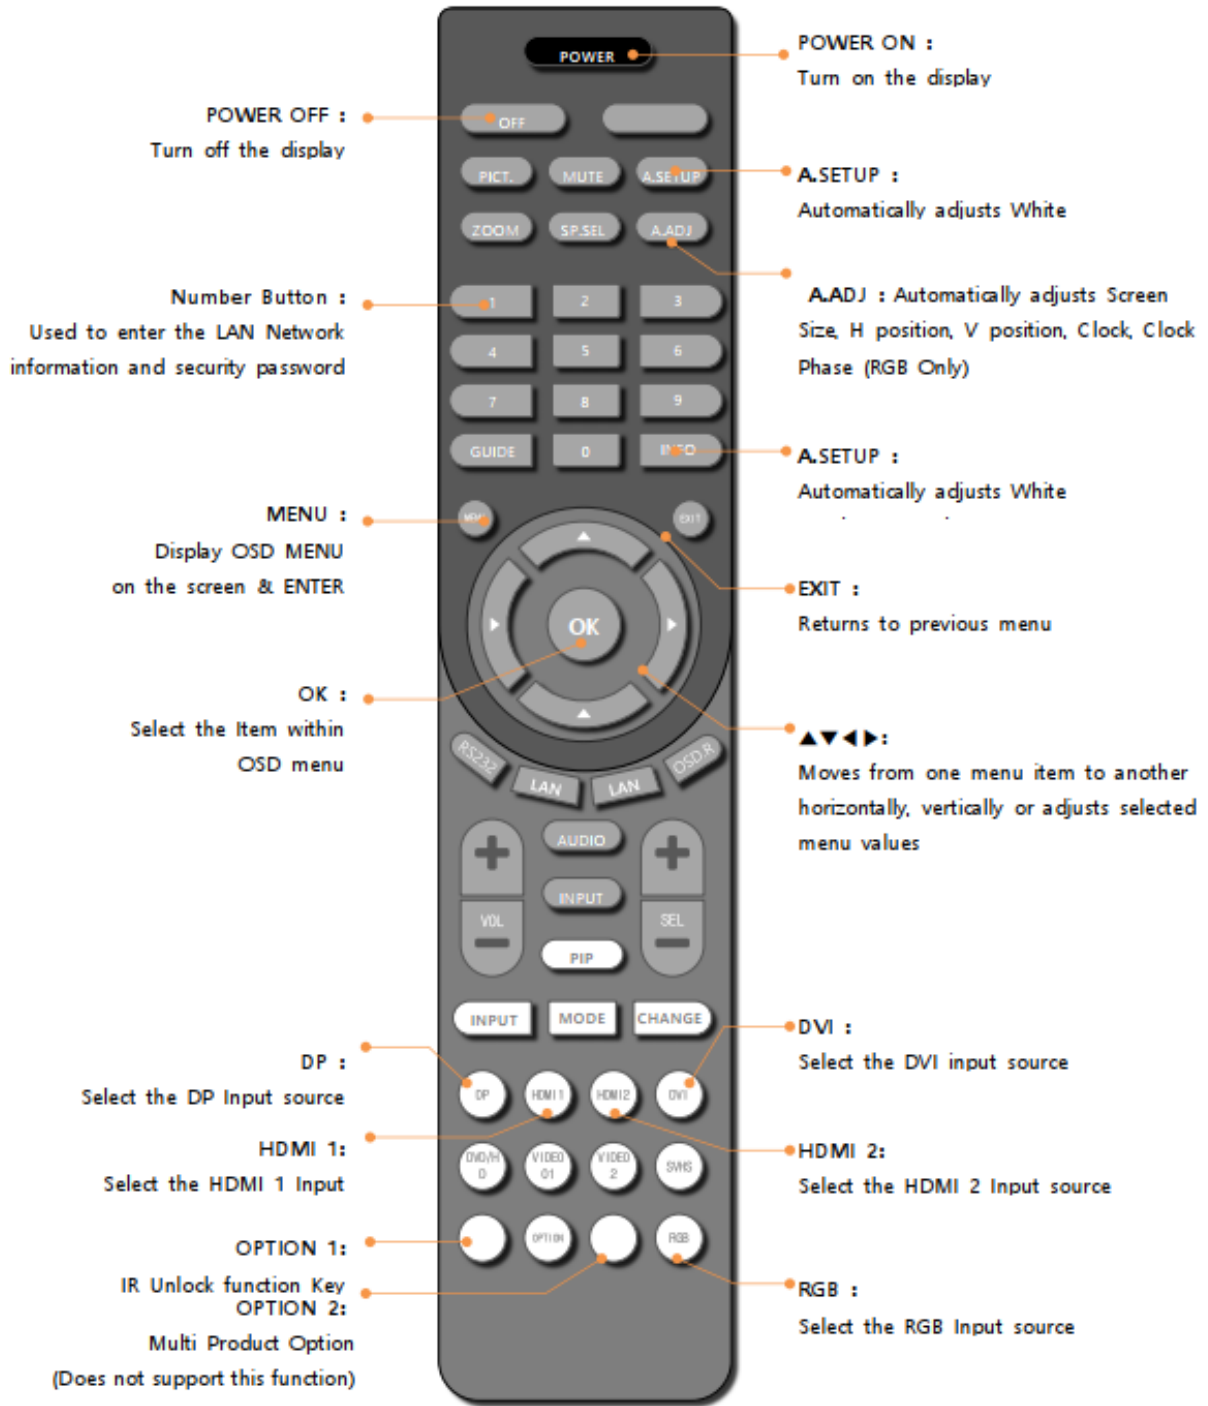 POWER
POWER ON :
Turn on the display
POWER OFF :
Turn off the display
OFF
PICT.
MUTE
A.SETUP
A.SETUP :
Automatically adjusts White
ZOOM
SP.SEL
A.ADJ
A.ADJ : Automatically adjusts Screen
Size, H position, V position, Clock, Clock
Phase (RGB Only)
Number Button :
Used to enter the LAN Network
information and security password
1
2
3
4
5
6
7
8
9
GUIDE
0
INFO
A.SETUP :
Automatically adjusts White
MENU :
Display OSD MENU
on the screen & ENTER
MENU
EXIT
EXIT :
Returns to previous menu
OK
OK :
Select the Item within
OSD menu
▲▼◀▶:
Moves from one menu item to another
horizontally, vertically or adjusts selected
menu values
RS232
LAN
LAN
OSD.R
AUDIO
INPUT
VOL
SEL
PIP
INPUT
MODE
CHANGE
DP :
Select the DP Input source
DVI :
Select the DVI input source
DP
HDMI1
HDMI2
DVI
HDMI 1:
Select the HDMI 1 Input
HDMI 2:
Select the HDMI 2 Input source
DVD/H
D
VIDEO
01
VIDEO
2
SVHS
OPTION
RGB
OPTION 1:
IR Unlock function Key
OPTION 2:
Multi Product Option
(Does not support this function)
RGB :
Select the RGB Input source